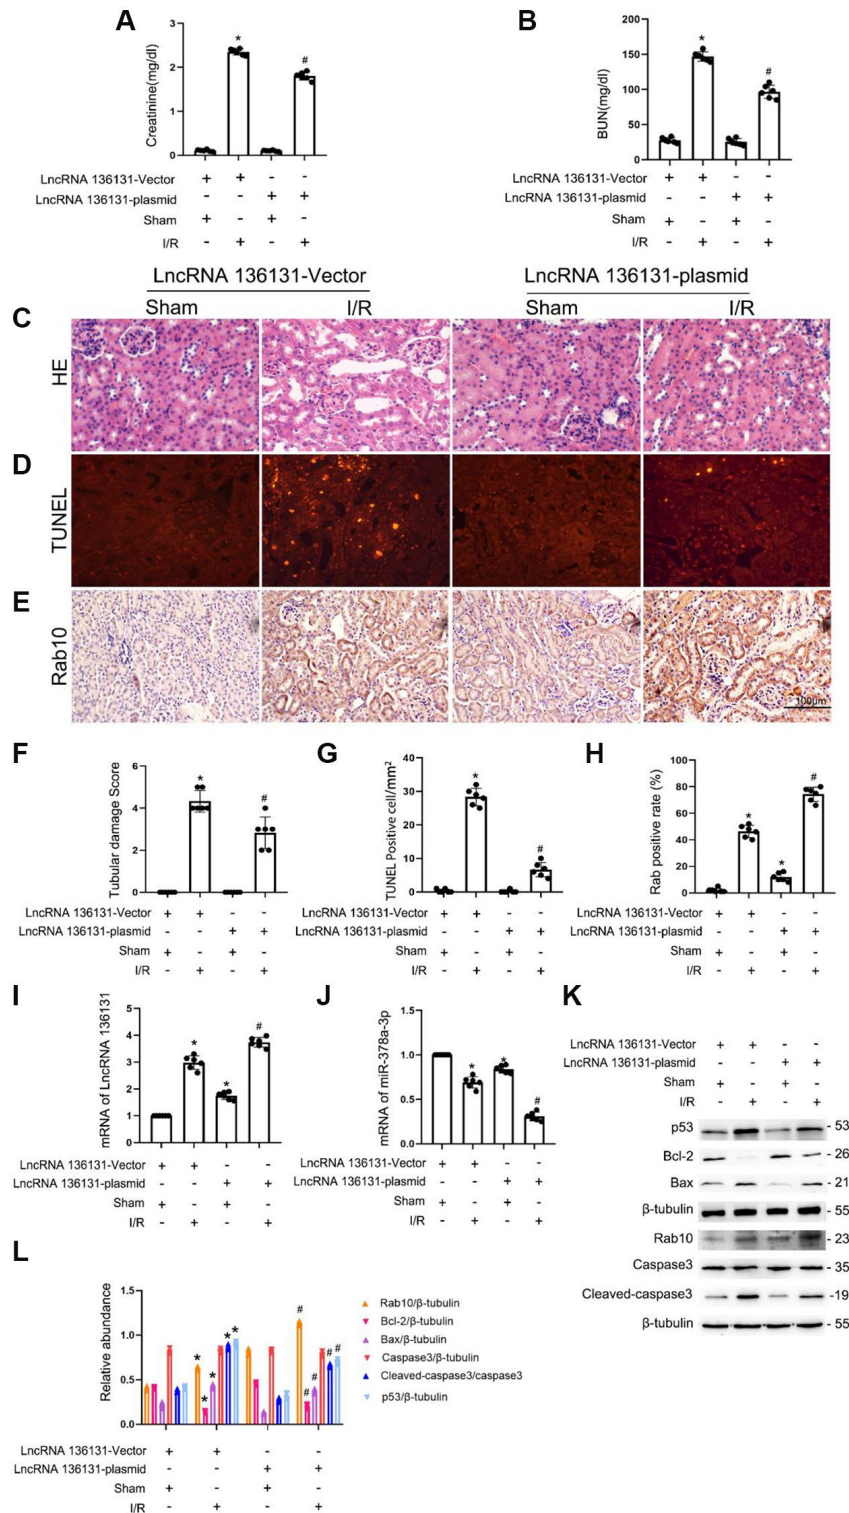 A
Creatinine(mg/dl)
3
2
1
0
*
#
LncRNA 136131-Vector + + - -
LncRNA 136131-plasmid - - + +
Sham + - + -
I/R - + - +
B
BUN(mg/dl)
200
150
100
50
0
*
#
LncRNA 136131-Vector + + - -
LncRNA 136131-plasmid - - + +
Sham + - + -
I/R - + - +
LncRNA 136131-Vector LncRNA 136131-plasmid
Sham I/R Sham I/R
C
HE
D
TUNEL
E
Rab10
100μm
F
Tubular damage Score
6
4
2
0
*
#
LncRNA 136131-Vector + + - -
LncRNA 136131-plasmid - - + +
Sham + - + -
I/R - + - +
G
TUNEL Positive cell/mm²
40
30
20
10
0
*
#
LncRNA 136131-Vector + + - -
LncRNA 136131-plasmid - - + +
Sham + - + -
I/R - + - +
H
Rab positive rate (%)
100
80
60
40
20
0
*
*
#
LncRNA 136131-Vector + + - -
LncRNA 136131-plasmid - - + +
Sham + - + -
I/R - + - +
I
mRNA of LncRNA 136131
5
4
3
2
1
0
*
*
#
LncRNA 136131-Vector + + - -
LncRNA 136131-plasmid - - + +
Sham + - + -
I/R - + - +
J
mRNA of miR-378a-3p
1.5
1.0
0.5
0.0
*
*
#
LncRNA 136131-Vector + + - -
LncRNA 136131-plasmid - - + +
Sham + - + -
I/R - + - +
K
LncRNA 136131-Vector + + - -
LncRNA 136131-plasmid - - + +
Sham + - + -
I/R - + - +
p53 - 53
Bcl-2 - 26
Bax - 21
β-tubulin - 55
Rab10 - 23
Caspase3 - 35
Cleaved-caspase3 -19
β-tubulin - 55
L
Relative abundance
1.5
1.0
0.5
0.0
* * * * *
# # # # #
Rab10/β-tubulin
Bcl-2/β-tubulin
Bax/β-tubulin
Caspase3/β-tubulin
Cleaved-caspase3/caspase3
p53/β-tubulin
LncRNA 136131-Vector + + - -
LncRNA 136131-plasmid - - + +
Sham + - + -
I/R - + - +